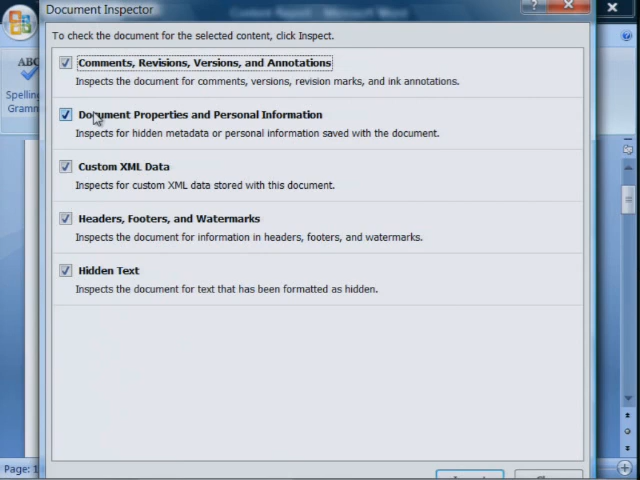 Document Inspector
To check the document for the selected content, click Inspect.
Comments, Revisions, Versions, and Annotations
Inspects the document for comments, versions, revision marks, and ink annotations.
Document Properties and Personal Information
Inspects for hidden metadata or personal information saved with the document.
Custom XML Data
Inspects for custom XML data stored with this document.
Headers, Footers, and Watermarks
Inspects the document for information in headers, footers, and watermarks.
Hidden Text
Inspects the document for text that has been formatted as hidden.
ABC
Spelling
Gramm
Page: 1